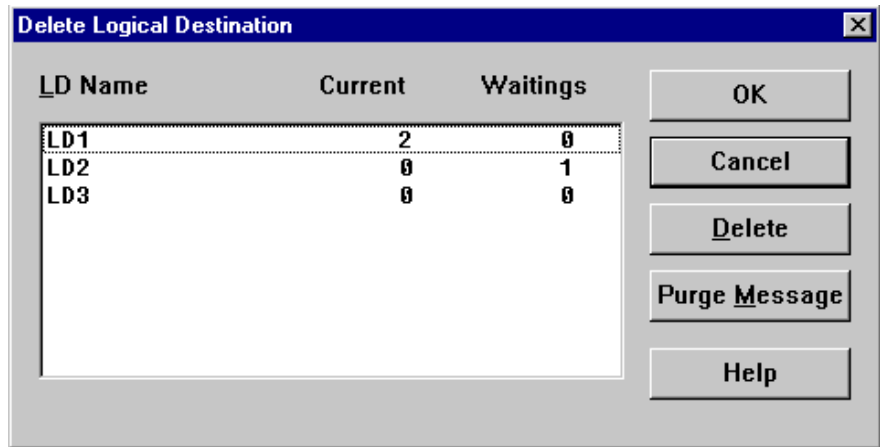 Delete Logical Destination
LD Name Current Waitings
LD1 2 0
LD2 0 1
LD3 0 0
OK
Cancel
Delete
Purge Message
Help